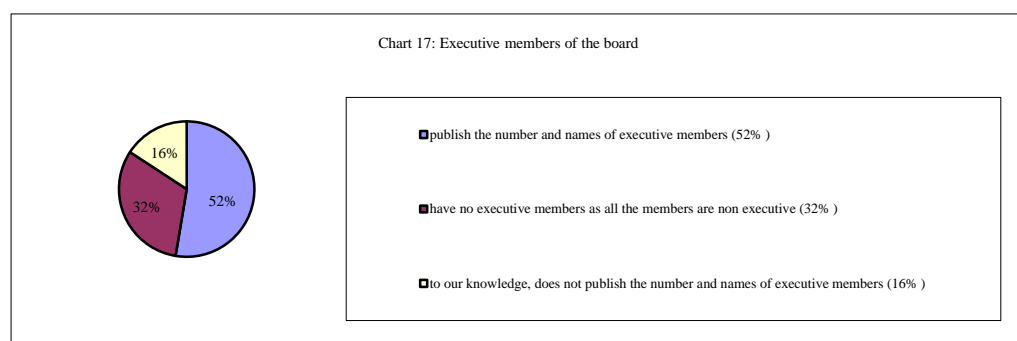 Chart 17: Executive members of the board
16%
32%
52%
publish the number and names of executive members (52% )
have no executive members as all the members are non executive (32% )
to our knowledge, does not publish the number and names of executive members (16% )